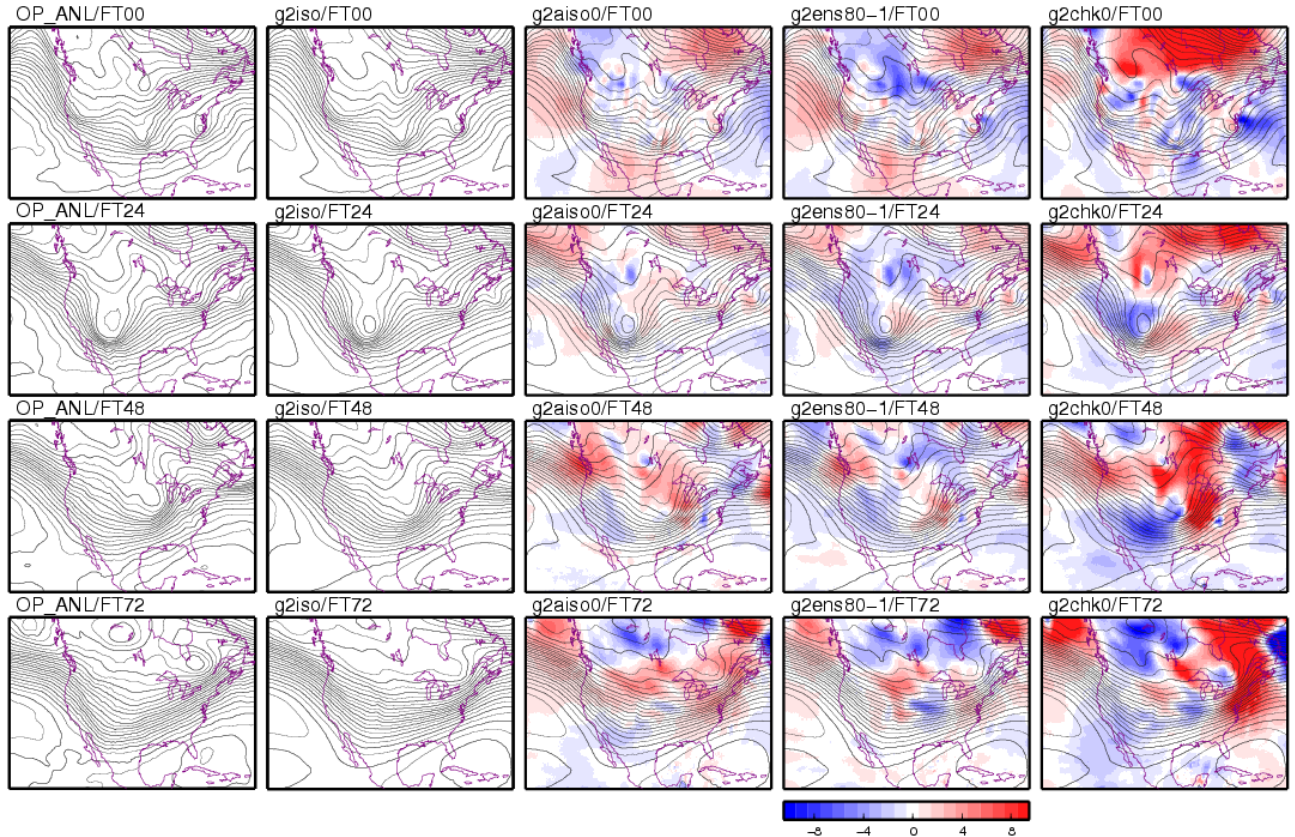 OP_ANL/FT00 g2iso/FT00 g2aiso0/FT00 g2ens80-1/FT00 g2chk0/FT00
OP_ANL/FT24 g2iso/FT24 g2aiso0/FT24 g2ens80-1/FT24 g2chk0/FT24
OP_ANL/FT48 g2iso/FT48 g2aiso0/FT48 g2ens80-1/FT48 g2chk0/FT48
OP_ANL/FT72 g2iso/FT72 g2aiso0/FT72 g2ens80-1/FT72 g2chk0/FT72
-8 -4 0 4 8